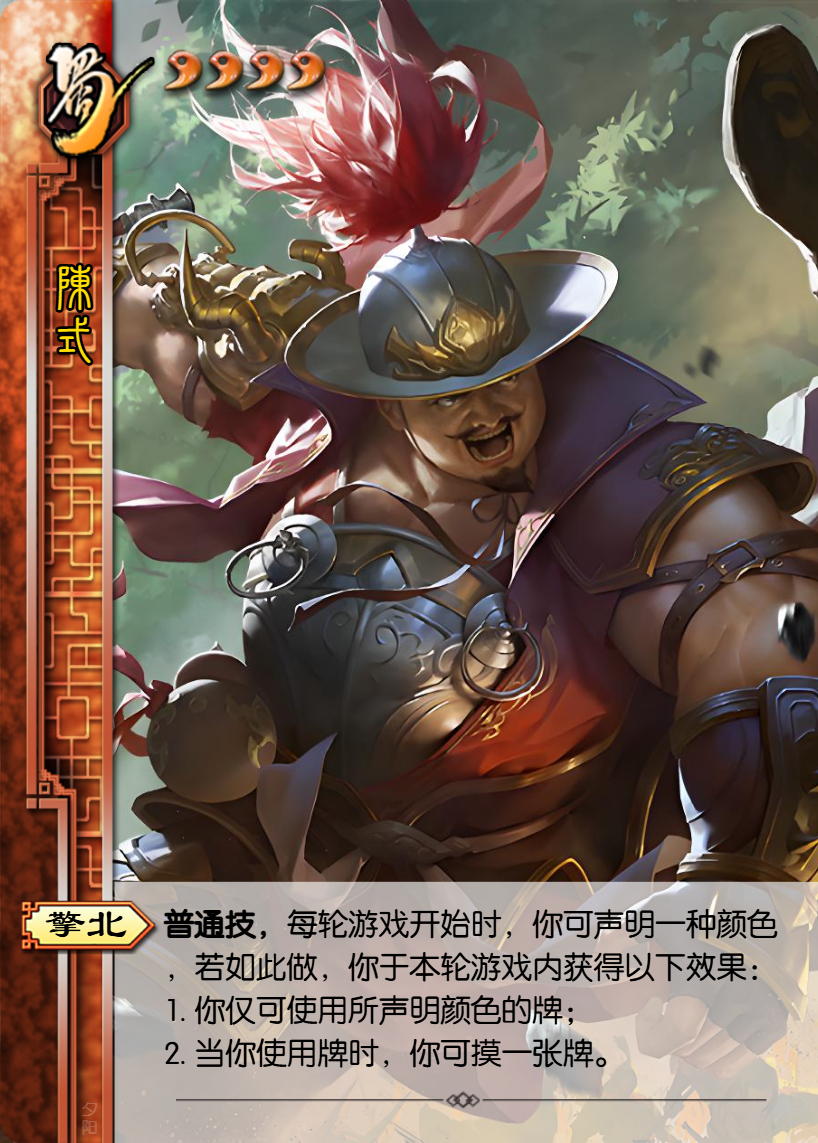 蜀
陳式
擎北
普通技，每轮游戏开始时，你可声明一种颜色
，若如此做，你于本轮游戏内获得以下效果：
1. 你仅可使用所声明颜色的牌；
2. 当你使用牌时，你可摸一张牌。
夕阳